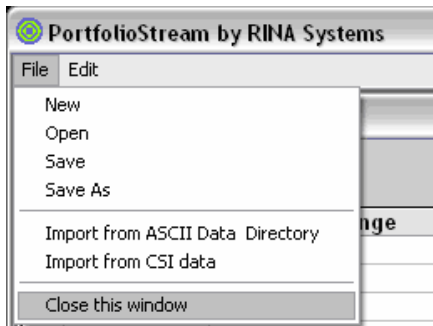 PortfolioStream by RINA Systems
File Edit
New
Open
Save
Save As
Import from ASCII Data Directory
Import from CSI data
Close this window